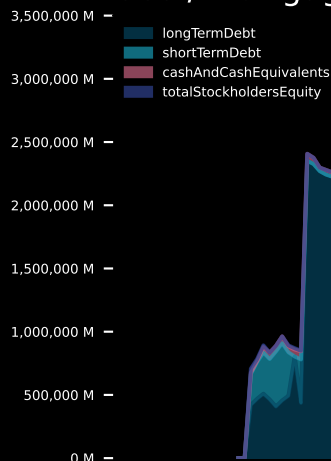 3,500,000 M
longTermDebt
shortTermDebt
3,000,000 M
cashAndCashEquivalents
totalStockholdersEquity
2,500,000 M
2,000,000 M
1,500,000 M
1,000,000 M
500,000 M
0 M